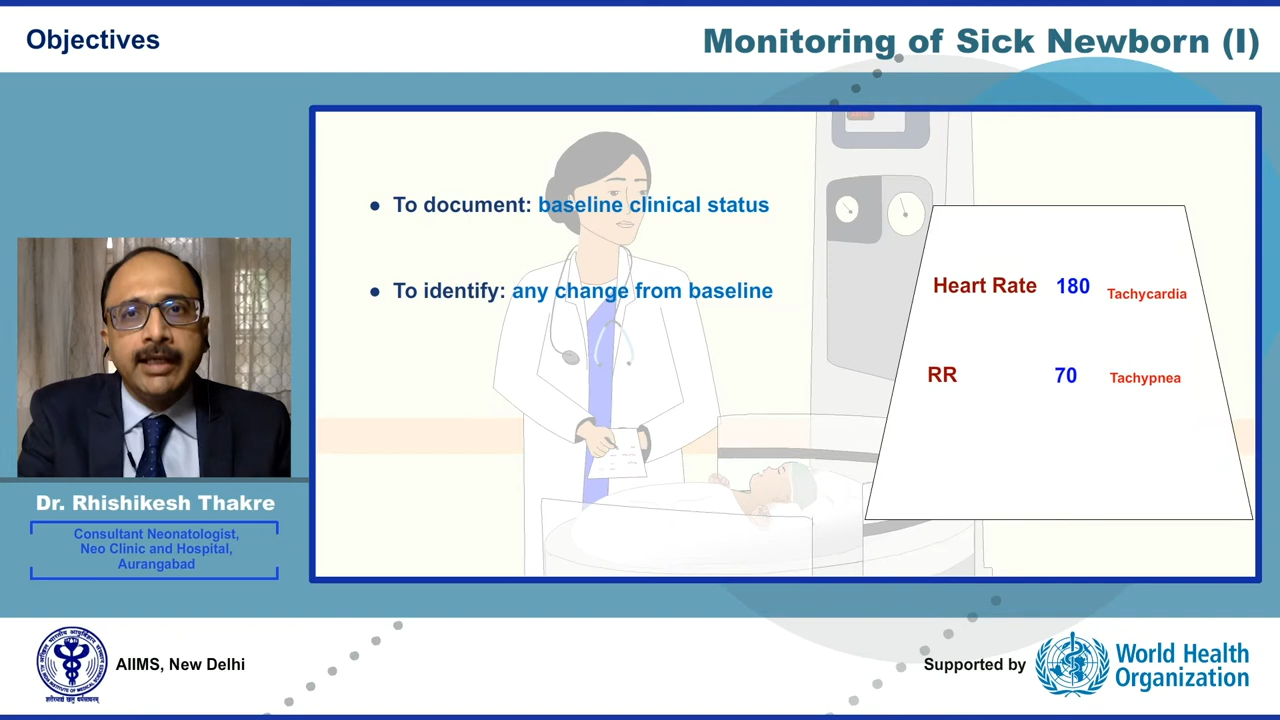 Objectives
Monitoring of Sick Newborn (I)
● To document: baseline clinical status
● To identify: any change from baseline
Heart Rate 180 Tachycardia
RR 70 Tachypnea
Dr. Rhishikesh Thakre
Consultant Neonatologist,
Neo Clinic and Hospital,
Aurangabad
AIIMS, New Delhi
Supported by
World Health
Organization